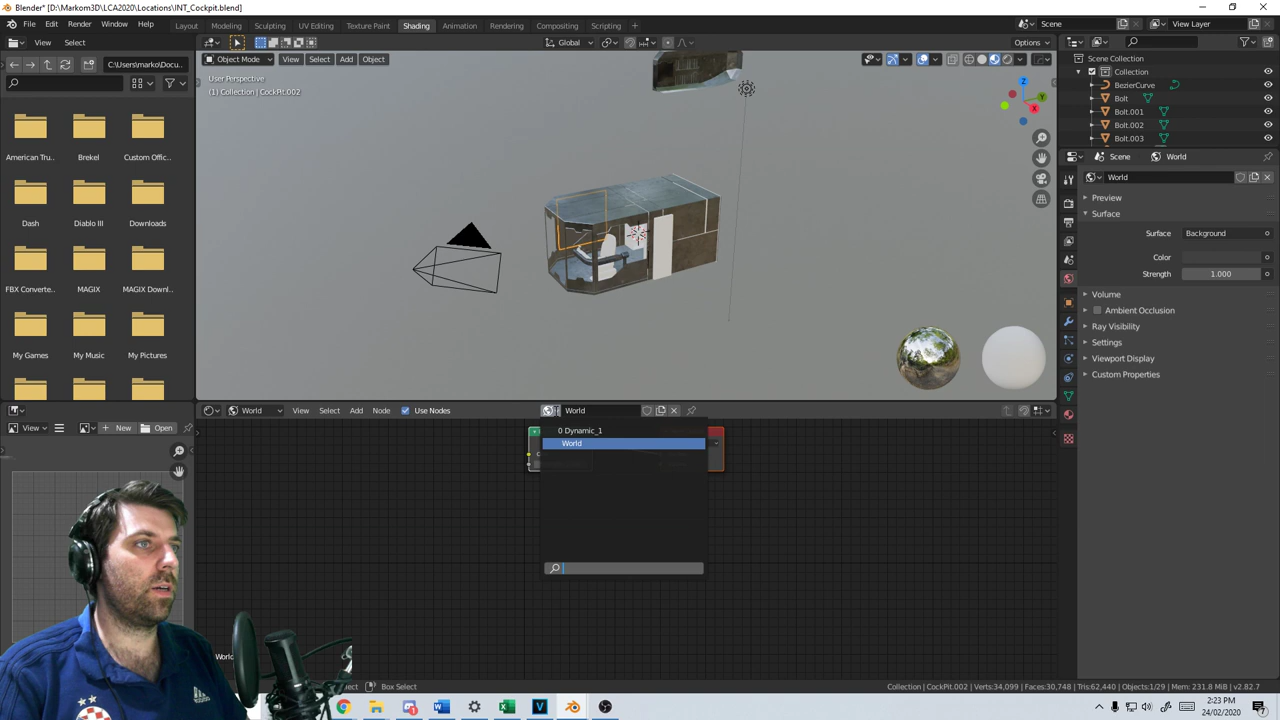 Blender* [D:\Markom3D\LCA2020\Locations\INT_Cockpit.blend]
File Edit Render Window Help Layout Modeling Sculpting UV Editing Texture Paint Shading Animation Rendering Compositing Scripting + Scene View Layer
View Select Global Options
C:\Users\marko\Docu...
Object Mode View Select Add Object
User Perspective
(1) Collection | CockPit.002
Z
Y
X
American Tru.. Brekel Custom Offic..
Dash Diablo III Downloads
FBX Converte.. MAGIX MAGIX Downl..
My Games My Music My Pictures
Scene Collection
Collection
BezierCurve
Bolt
Bolt.001
Bolt.002
Bolt.003
Scene World
World
Preview
Surface
Surface Background
Color
Strength 1.000
Volume
Ambient Occlusion
Ray Visibility
Settings
Viewport Display
Custom Properties
World View Select Add Node Use Nodes World
View New Open
0 Dynamic_1
World
World
Box Select
Collection | CockPit.002 | Verts:34,099 | Faces:30,748 | Tris:62,440 | Objects:1/29 | Mem: 231.8 MiB | v2.82.7
2:23 PM
24/02/2020